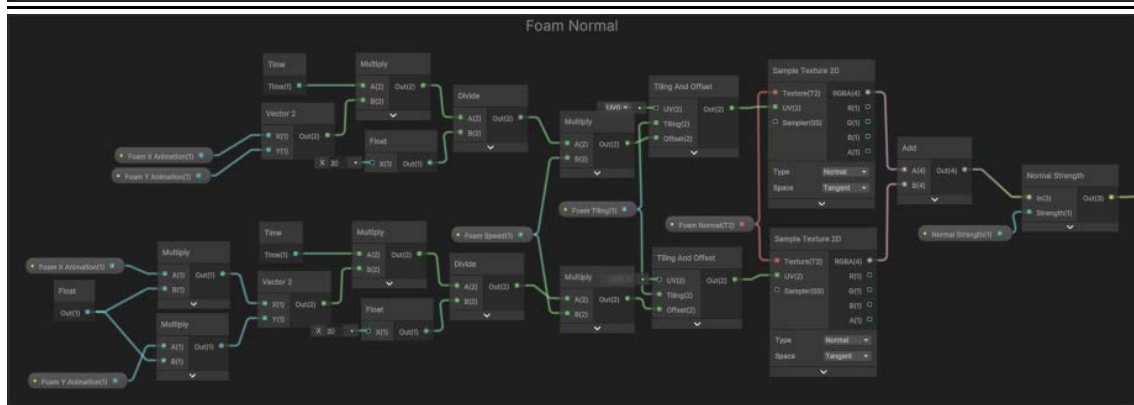 Foam Normal
Time
Time(1)
Multiply
A(2) Out(2)
B(2)
Vector 2
X(1) Out(2)
Y(1)
Foam X Animation(1)
Foam Y Animation(1)
Float
X 20
X(1) Out(1)
Divide
A(2) Out(2)
B(2)
Multiply
A(2) Out(2)
B(2)
Tiling And Offset
UV0
UV(2) Out(2)
Tiling(2)
Offset(2)
Sample Texture 2D
Texture(T2) RGBA(4)
UV(2) R(1)
Sampler(SS) G(1)
B(1)
A(1)
Type Normal
Space Tangent
Add
A(4) Out(4)
B(4)
Normal Strength
In(3) Out(3)
Strength(1)
Normal Strength(1)
Foam Tiling(1)
Foam Normal(T2)
Foam Speed(1)
Foam X Animation(1)
Float
Out(1)
Foam Y Animation(1)
Multiply
A(1) Out(1)
B(1)
Multiply
A(1) Out(1)
B(1)
Time
Time(1)
Vector 2
X(1) Out(2)
Y(1)
Multiply
A(2) Out(2)
B(2)
Float
X 20
X(1) Out(1)
Divide
A(2) Out(2)
B(2)
Multiply
A(2) Out(2)
B(2)
Tiling And Offset
UV(2) Out(2)
Tiling(2)
Offset(2)
Sample Texture 2D
Texture(T2) RGBA(4)
UV(2) R(1)
Sampler(SS) G(1)
B(1)
A(1)
Type Normal
Space Tangent